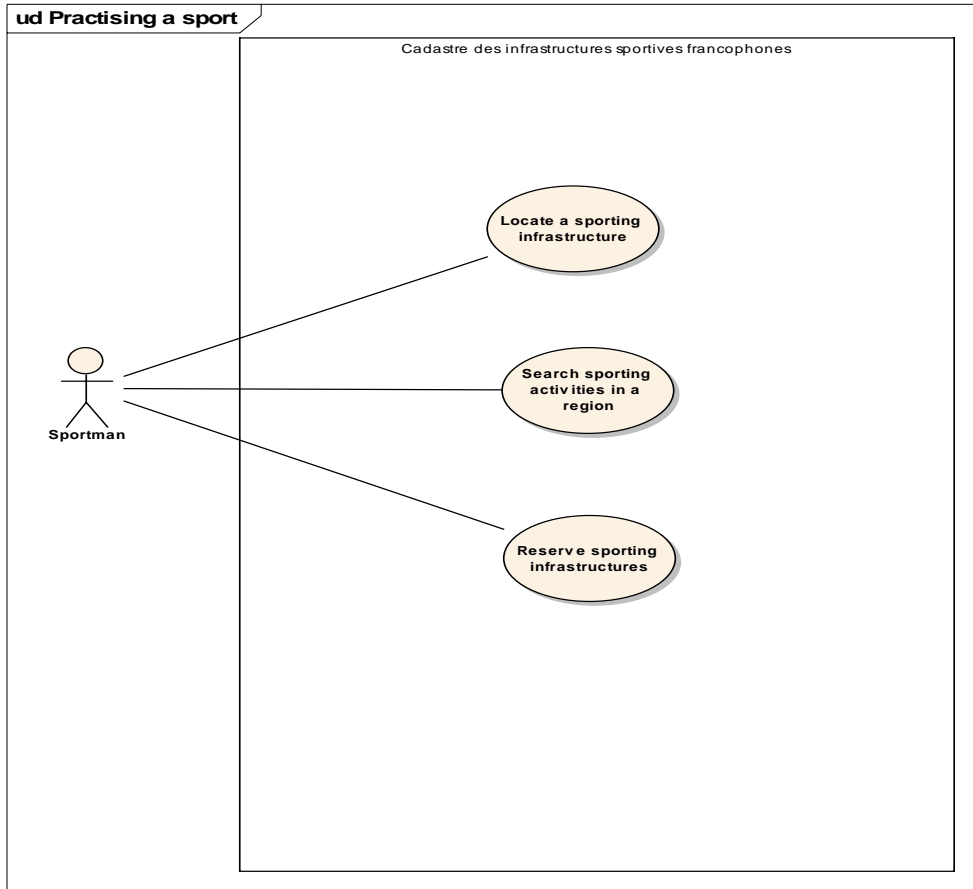 ud Practising a sport
Cadastre des infrastructures sportives francophones
Locate a sporting
infrastructure
Search sporting
activities in a
region
Sportman
Reserve sporting
infrastructures